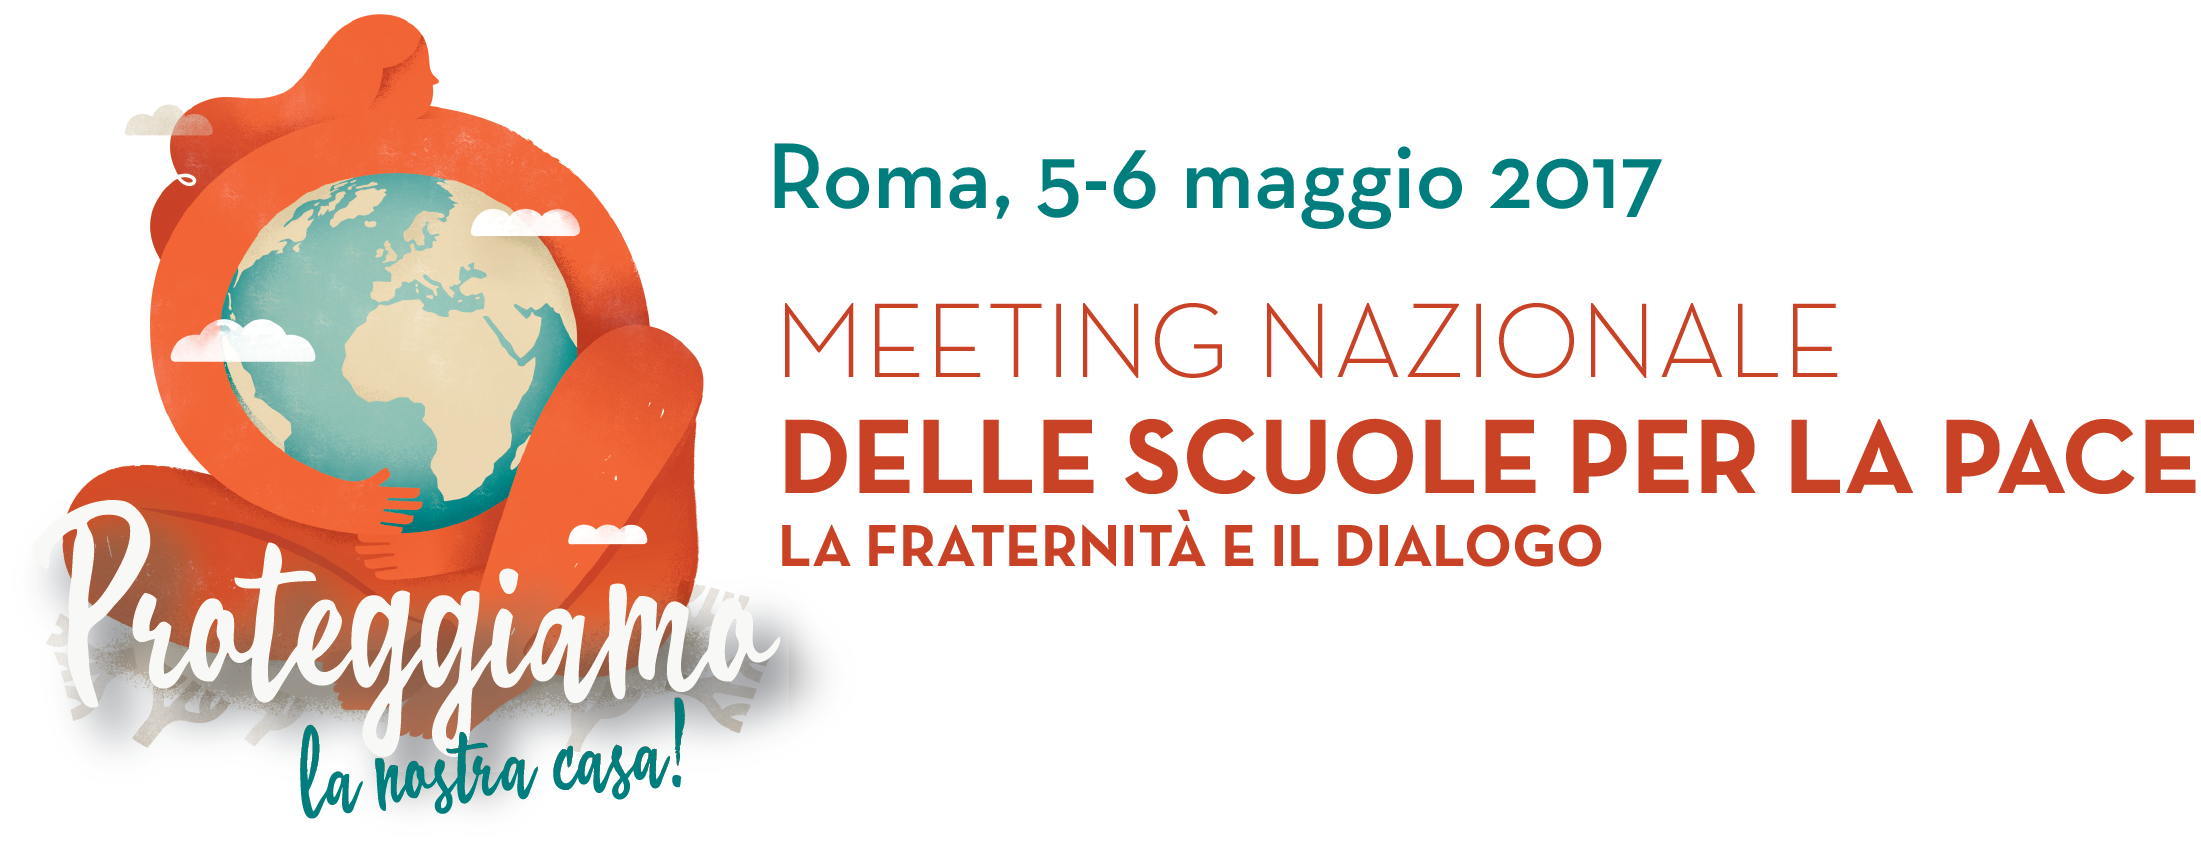 Roma, 5-6 maggio 2017
MEETING NAZIONALE
DELLE SCUOLE PER LA PACE
LA FRATERNITÀ E IL DIALOGO
Proteggiamo
la nostra casa!